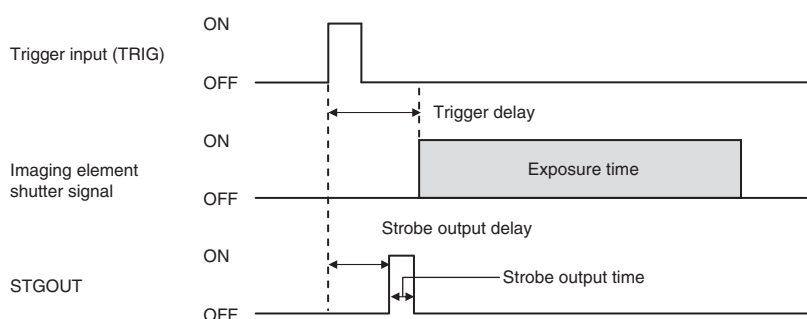 ON
Trigger input (TRIG)
OFF
Trigger delay
ON
Imaging element
shutter signal
Exposure time
OFF
Strobe output delay
ON
STGOUT
Strobe output time
OFF